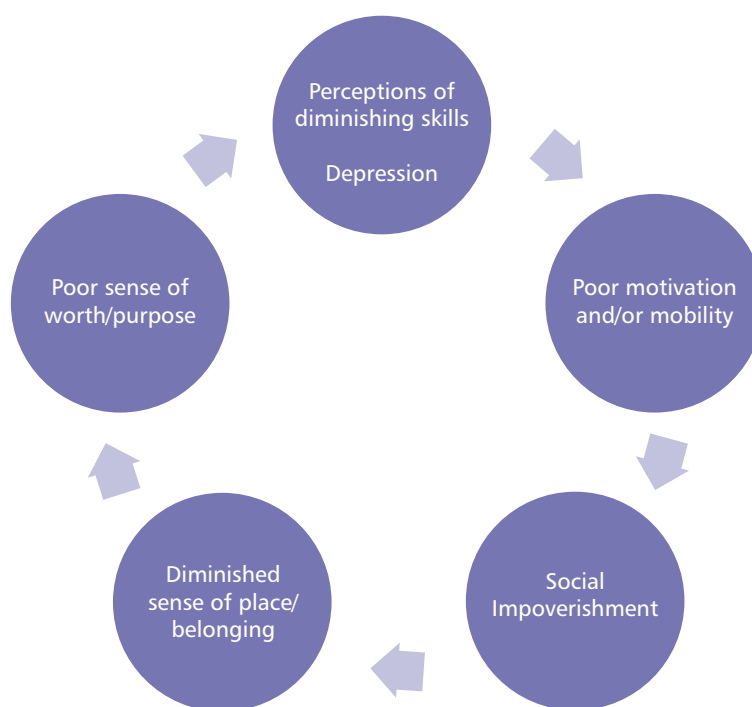 Perceptions of
diminishing skills
Depression
Poor motivation
and/or mobility
Social
Impoverishment
Diminished
sense of place/
belonging
Poor sense of
worth/purpose